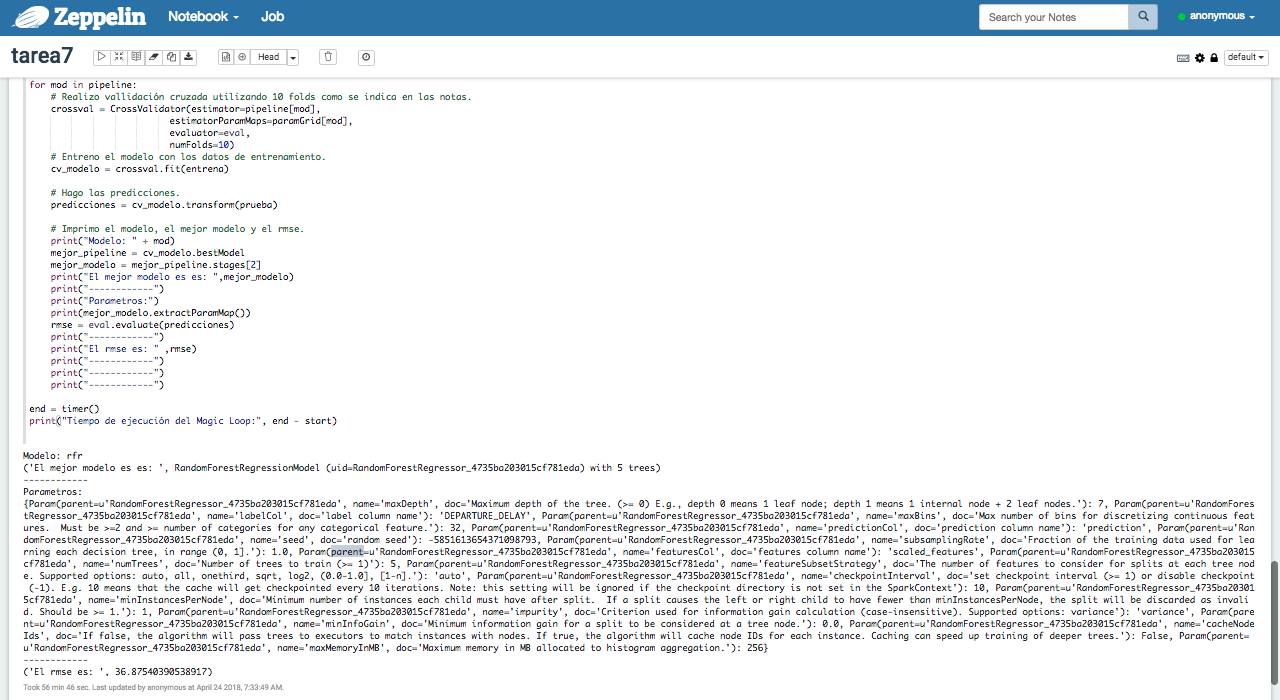 Zeppelin Notebook Job Search your Notes anonymous
tarea7 Head default
for mod in pipeline:
# Realizo vallidación cruzada utilizando 10 folds como se indica en las notas.
crossval = CrossValidator(estimator=pipeline[mod],
estimatorParamMaps=paramGrid[mod],
evaluator=eval,
numFolds=10)
# Entreno el modelo con los datos de entrenamiento.
cv_modelo = crossval.fit(entrena)
# Hago las predicciones.
predicciones = cv_modelo.transform(prueba)
# Imprimo el modelo, el mejor modelo y el rmse.
print("Modelo: " + mod)
mejor_pipeline = cv_modelo.bestModel
mejor_modelo = mejor_pipeline.stages[2]
print("El mejor modelo es es: ",mejor_modelo)
print("------------")
print("Parametros:")
print(mejor_modelo.extractParamMap())
rmse = eval.evaluate(predicciones)
print("------------")
print("El rmse es: " ,rmse)
print("------------")
print("------------")
print("------------")
end = timer()
print("Tiempo de ejecución del Magic Loop:", end - start)
Modelo: rfr
('El mejor modelo es es: ', RandomForestRegressionModel (uid=RandomForestRegressor_4735ba203015cf781eda) with 5 trees)
------------
Parametros:
{Param(parent=u'RandomForestRegressor_4735ba203015cf781eda', name='maxDepth', doc='Maximum depth of the tree. (>= 0) E.g., depth 0 means 1 leaf node; depth 1 means 1 internal node + 2 leaf nodes.'): 7, Param(parent=u'RandomFores
tRegressor_4735ba203015cf781eda', name='labelCol', doc='label column name'): 'DEPARTURE_DELAY', Param(parent=u'RandomForestRegressor_4735ba203015cf781eda', name='maxBins', doc='Max number of bins for discretizing continuous feat
ures.  Must be >=2 and >= number of categories for any categorical feature.'): 32, Param(parent=u'RandomForestRegressor_4735ba203015cf781eda', name='predictionCol', doc='prediction column name'): 'prediction', Param(parent=u'Ran
domForestRegressor_4735ba203015cf781eda', name='seed', doc='random seed'): -5851613654371098793, Param(parent=u'RandomForestRegressor_4735ba203015cf781eda', name='subsamplingRate', doc='Fraction of the training data used for lea
rning each decision tree, in range (0, 1].'): 1.0, Param(parent=u'RandomForestRegressor_4735ba203015cf781eda', name='featuresCol', doc='features column name'): 'scaled_features', Param(parent=u'RandomForestRegressor_4735ba203015
cf781eda', name='numTrees', doc='Number of trees to train (>= 1)'): 5, Param(parent=u'RandomForestRegressor_4735ba203015cf781eda', name='featureSubsetStrategy', doc='The number of features to consider for splits at each tree nod
e. Supported options: auto, all, onethird, sqrt, log2, (0.0-1.0], [1-n].'): 'auto', Param(parent=u'RandomForestRegressor_4735ba203015cf781eda', name='checkpointInterval', doc='set checkpoint interval (>= 1) or disable checkpoint
(-1). E.g. 10 means that the cache will get checkpointed every 10 iterations. Note: this setting will be ignored if the checkpoint directory is not set in the SparkContext'): 10, Param(parent=u'RandomForestRegressor_4735ba20301
5cf781eda', name='minInstancesPerNode', doc='Minimum number of instances each child must have after split.  If a split causes the left or right child to have fewer than minInstancesPerNode, the split will be discarded as invali
d. Should be >= 1.'): 1, Param(parent=u'RandomForestRegressor_4735ba203015cf781eda', name='impurity', doc='Criterion used for information gain calculation (case-insensitive). Supported options: variance'): 'variance', Param(pare
nt=u'RandomForestRegressor_4735ba203015cf781eda', name='minInfoGain', doc='Minimum information gain for a split to be considered at a tree node.'): 0.0, Param(parent=u'RandomForestRegressor_4735ba203015cf781eda', name='cacheNode
Ids', doc='If false, the algorithm will pass trees to executors to match instances with nodes. If true, the algorithm will cache node IDs for each instance. Caching can speed up training of deeper trees.'): False, Param(parent=
u'RandomForestRegressor_4735ba203015cf781eda', name='maxMemoryInMB', doc='Maximum memory in MB allocated to histogram aggregation.'): 256}
------------
('El rmse es: ', 36.87540390538917)
Took 56 min 46 sec. Last updated by anonymous at April 24 2018, 7:33:49 AM.